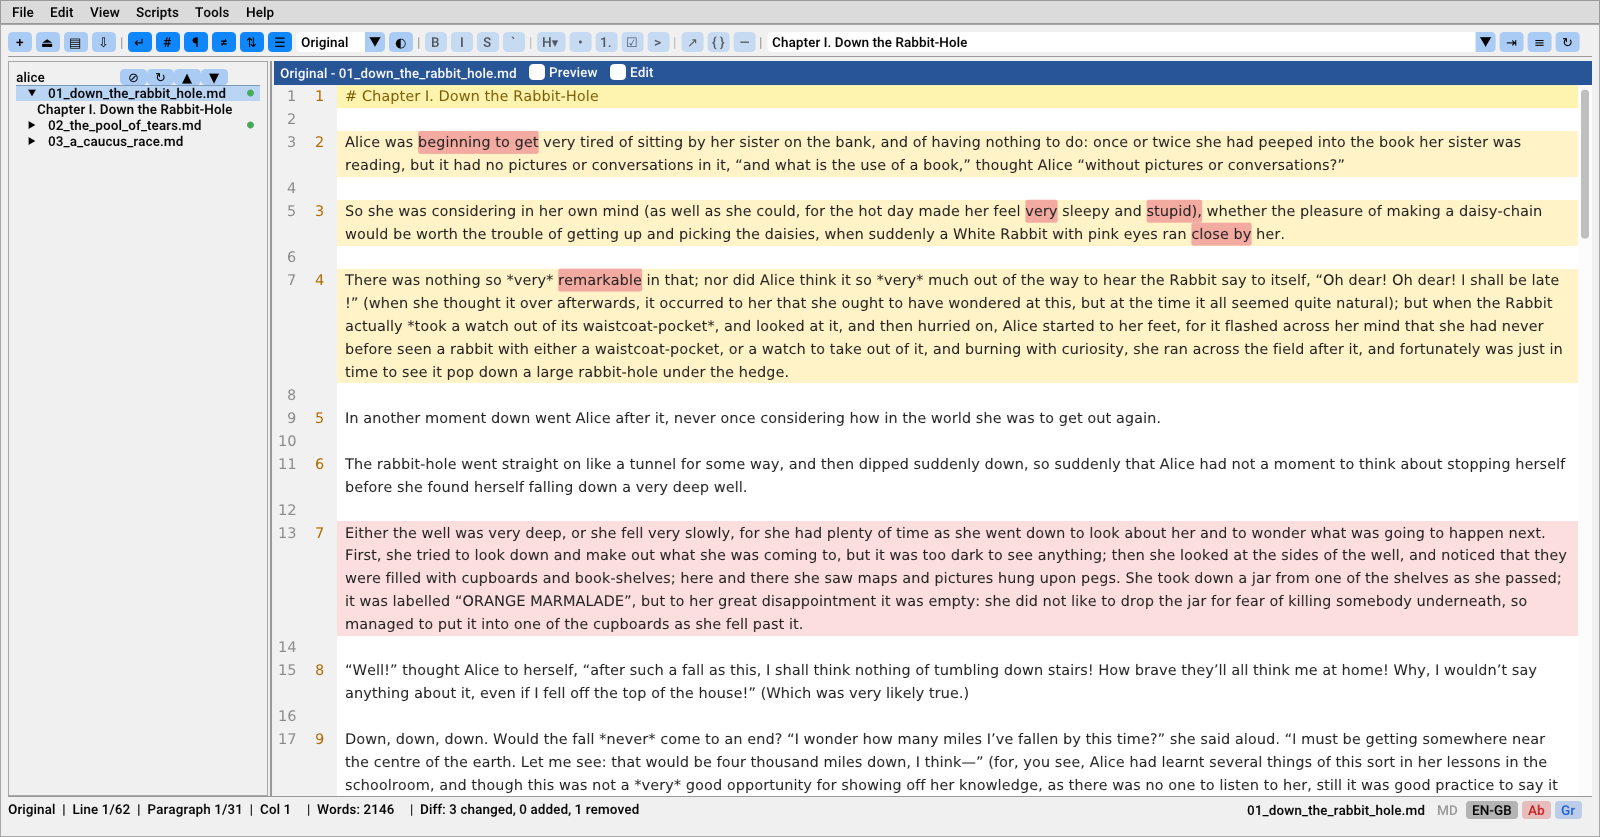 File Edit View Scripts Tools Help
+ ⏏ ▤ ⇩ | ↵ # ¶ ≠ ⇅ ☰ Original ▼ ◐ | B I S ` | H▾ • 1. ☑ > | ↗ { } — | Chapter I. Down the Rabbit-Hole ▼ ⇥ ≡ ↻
alice ⊘ ↻ ▲ ▼
▼ 01_down_the_rabbit_hole.md
Chapter I. Down the Rabbit-Hole
▶ 02_the_pool_of_tears.md
▶ 03_a_caucus_race.md
Original - 01_down_the_rabbit_hole.md Preview Edit
1 1 # Chapter I. Down the Rabbit-Hole
2
3 2 Alice was beginning to get very tired of sitting by her sister on the bank, and of having nothing to do: once or twice she had peeped into the book her sister was
reading, but it had no pictures or conversations in it, “and what is the use of a book,” thought Alice “without pictures or conversations?”
4
5 3 So she was considering in her own mind (as well as she could, for the hot day made her feel very sleepy and stupid), whether the pleasure of making a daisy-chain
would be worth the trouble of getting up and picking the daisies, when suddenly a White Rabbit with pink eyes ran close by her.
6
7 4 There was nothing so *very* remarkable in that; nor did Alice think it so *very* much out of the way to hear the Rabbit say to itself, “Oh dear! Oh dear! I shall be late
!” (when she thought it over afterwards, it occurred to her that she ought to have wondered at this, but at the time it all seemed quite natural); but when the Rabbit
actually *took a watch out of its waistcoat-pocket*, and looked at it, and then hurried on, Alice started to her feet, for it flashed across her mind that she had never
before seen a rabbit with either a waistcoat-pocket, or a watch to take out of it, and burning with curiosity, she ran across the field after it, and fortunately was just in
time to see it pop down a large rabbit-hole under the hedge.
8
9 5 In another moment down went Alice after it, never once considering how in the world she was to get out again.
10
11 6 The rabbit-hole went straight on like a tunnel for some way, and then dipped suddenly down, so suddenly that Alice had not a moment to think about stopping herself
before she found herself falling down a very deep well.
12
13 7 Either the well was very deep, or she fell very slowly, for she had plenty of time as she went down to look about her and to wonder what was going to happen next.
First, she tried to look down and make out what she was coming to, but it was too dark to see anything; then she looked at the sides of the well, and noticed that they
were filled with cupboards and book-shelves; here and there she saw maps and pictures hung upon pegs. She took down a jar from one of the shelves as she passed;
it was labelled “ORANGE MARMALADE”, but to her great disappointment it was empty: she did not like to drop the jar for fear of killing somebody underneath, so
managed to put it into one of the cupboards as she fell past it.
14
15 8 “Well!” thought Alice to herself, “after such a fall as this, I shall think nothing of tumbling down stairs! How brave they’ll all think me at home! Why, I wouldn’t say
anything about it, even if I fell off the top of the house!” (Which was very likely true.)
16
17 9 Down, down, down. Would the fall *never* come to an end? “I wonder how many miles I’ve fallen by this time?” she said aloud. “I must be getting somewhere near
the centre of the earth. Let me see: that would be four thousand miles down, I think—” (for, you see, Alice had learnt several things of this sort in her lessons in the
schoolroom, and though this was not a *very* good opportunity for showing off her knowledge, as there was no one to listen to her, still it was good practice to say it
Original | Line 1/62 | Paragraph 1/31 | Col 1 | Words: 2146 | Diff: 3 changed, 0 added, 1 removed 01_down_the_rabbit_hole.md MD EN-GB Ab Gr